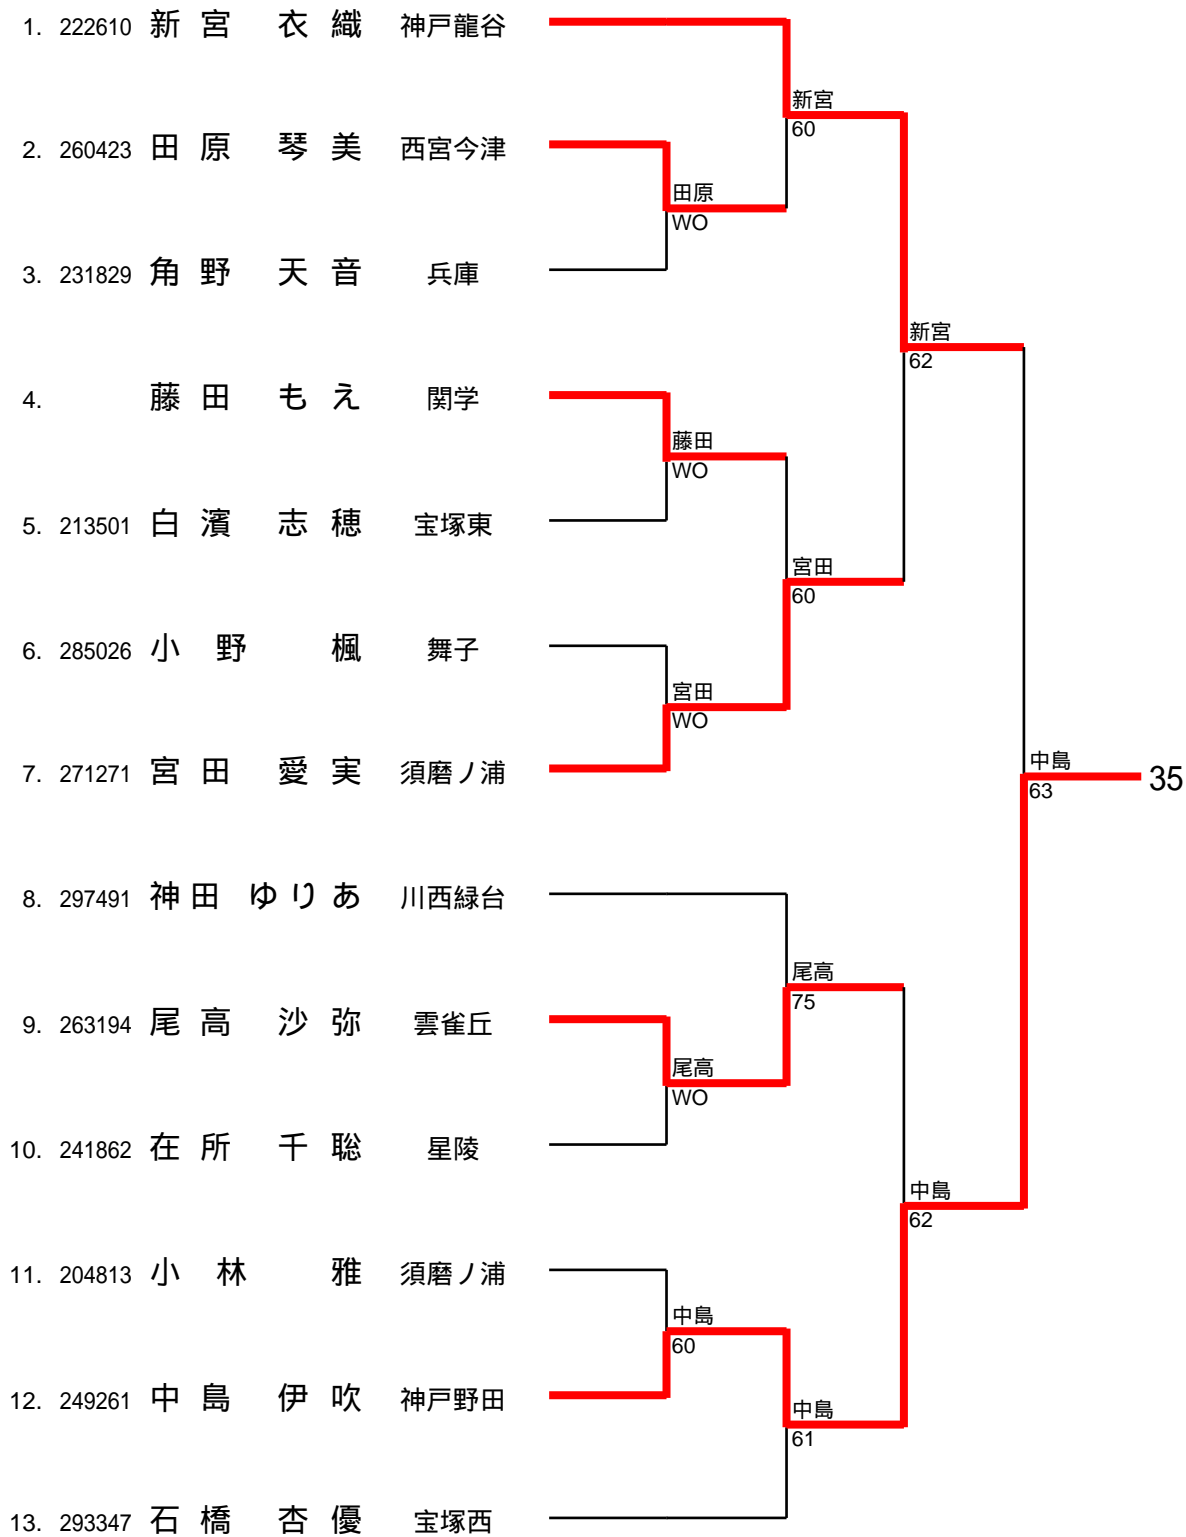 1. 222610 新宮 衣織 神戸龍谷
新宮
60
2. 260423 田原 琴美 西宮今津
田原
WO
3. 231829 角野 天音 兵庫
新宮
62
4. 藤田 もえ 関学
藤田
WO
5. 213501 白濱 志穂 宝塚東
宮田
60
6. 285026 小野 楓 舞子
宮田
WO
7. 271271 宮田 愛実 須磨ノ浦
中島
63
35
8. 297491 神田 ゆりあ 川西緑台
尾高
75
9. 263194 尾高 沙弥 雲雀丘
尾高
WO
10. 241862 在所 千聡 星陵
中島
62
11. 204813 小林 雅 須磨ノ浦
中島
60
12. 249261 中島 伊吹 神戸野田
中島
61
13. 293347 石橋 杏優 宝塚西